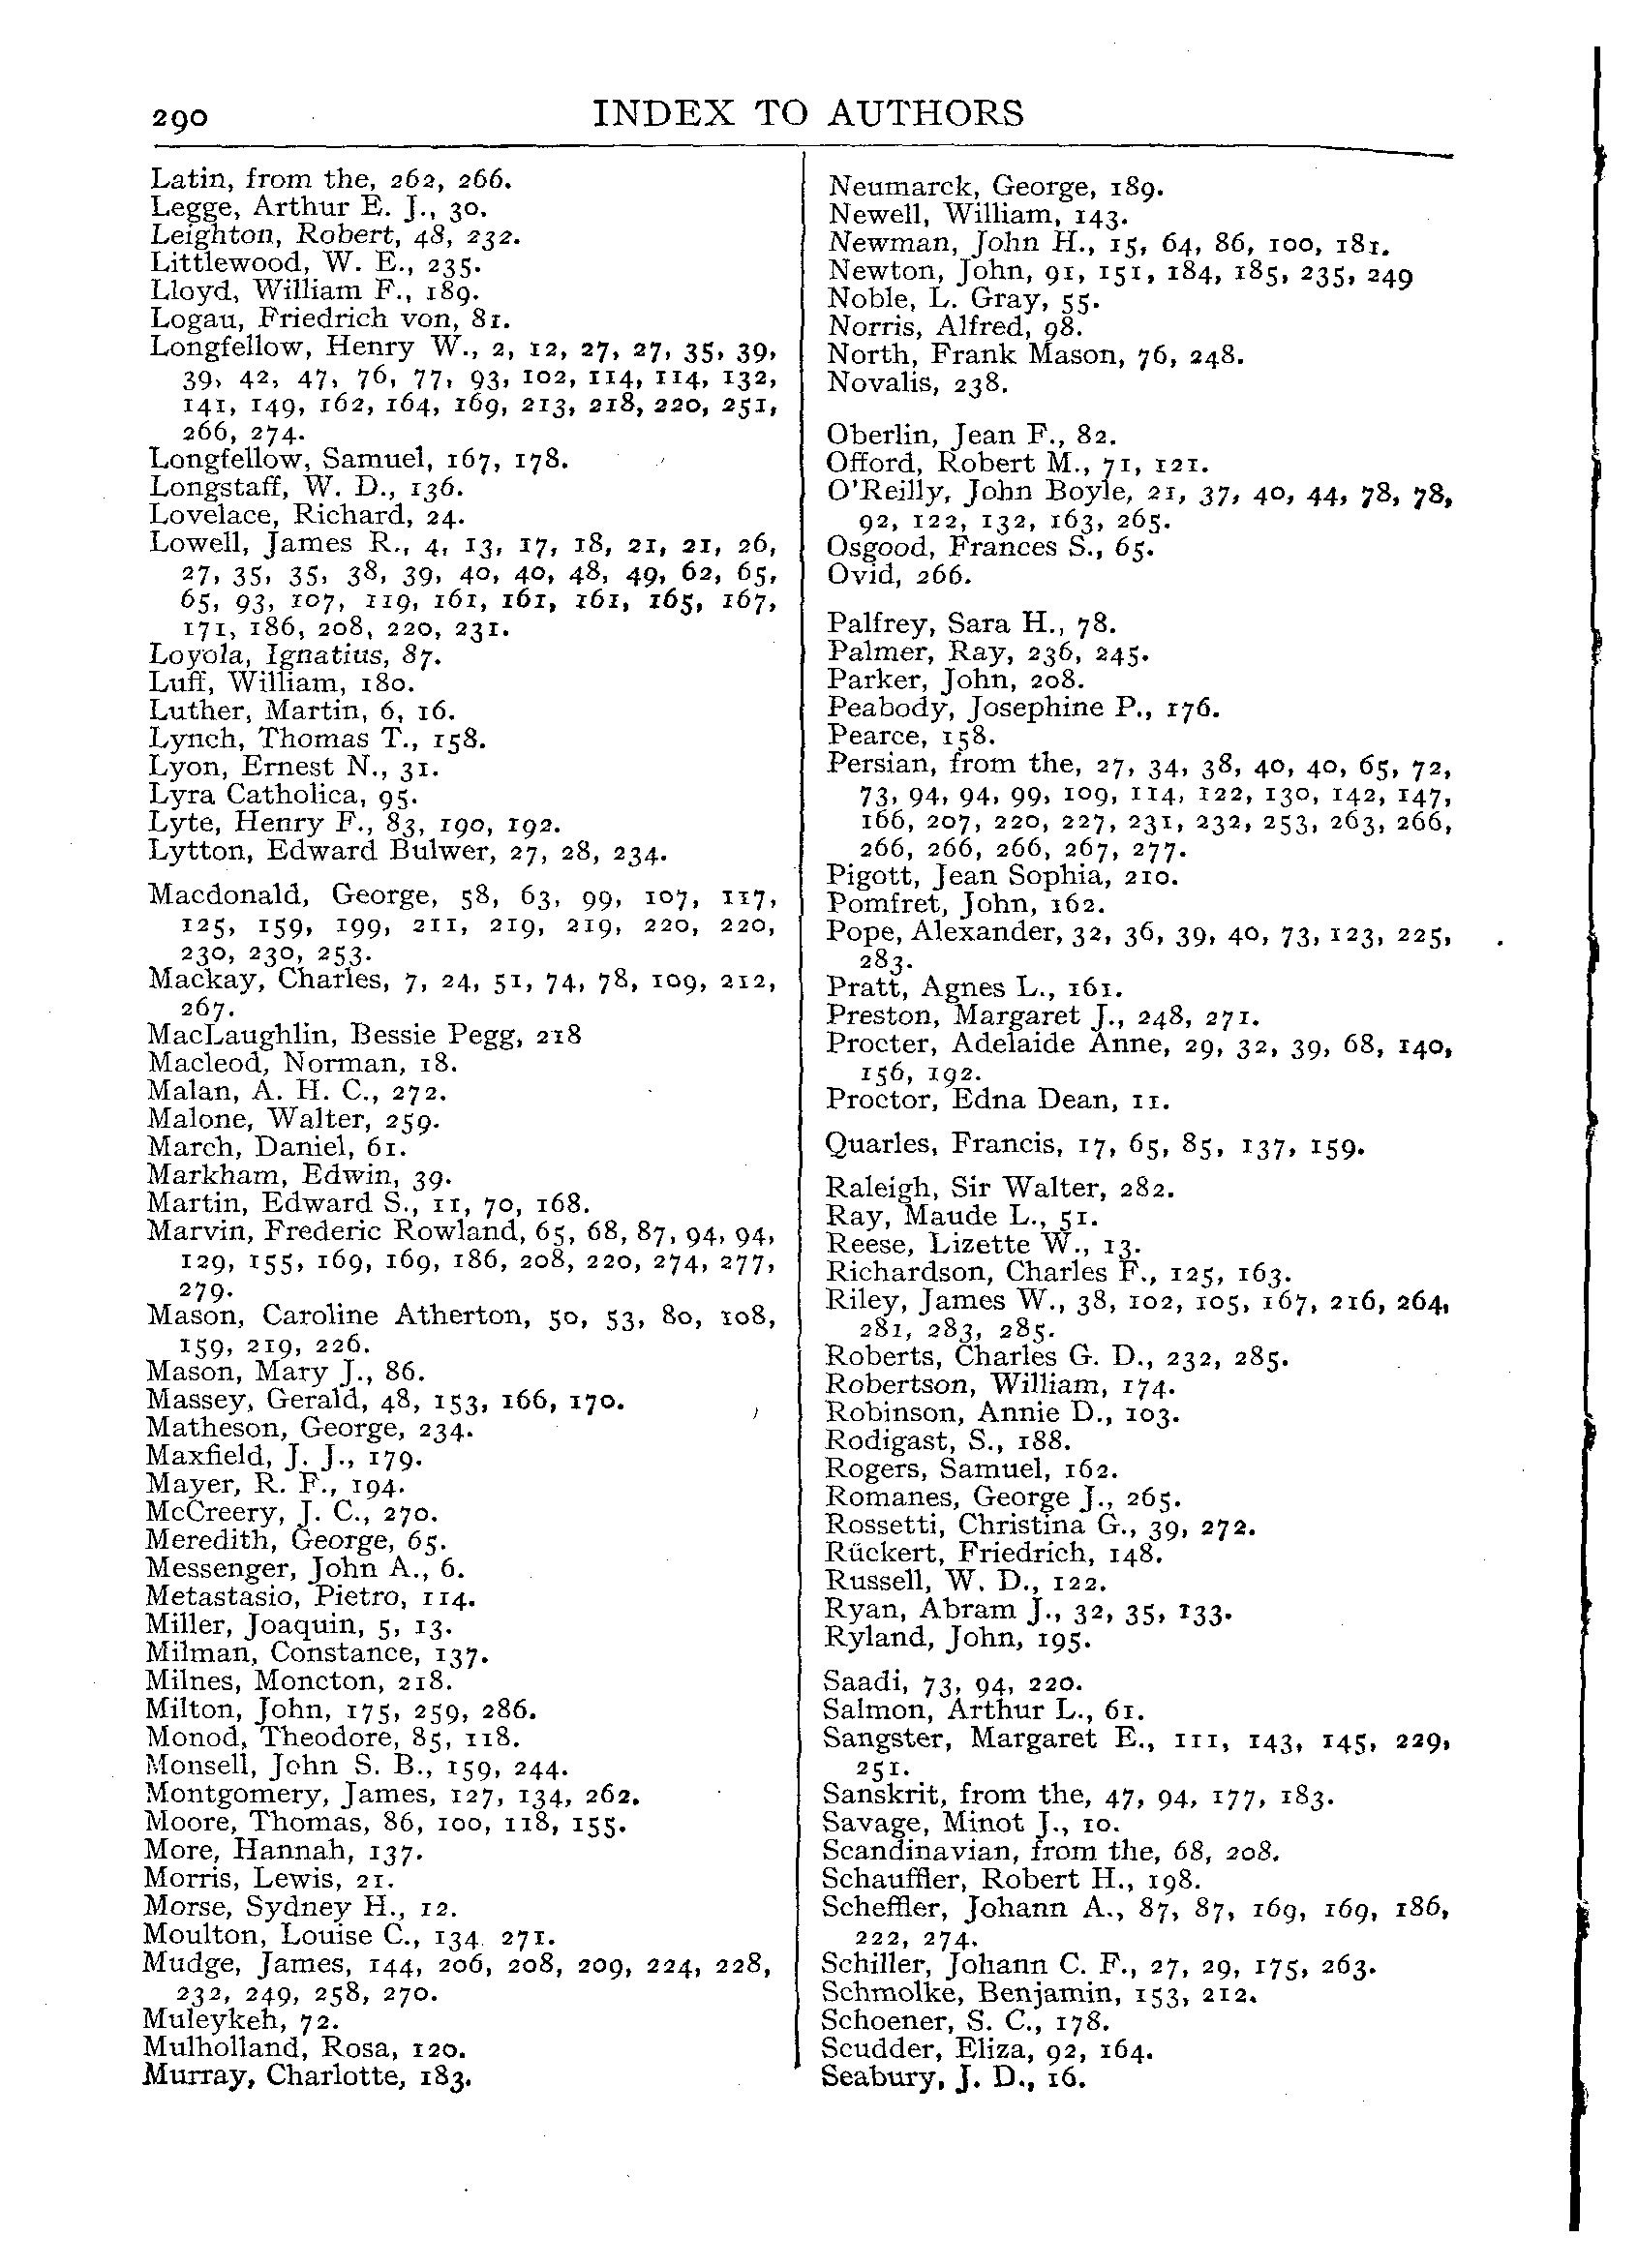 290
INDEX TO AUTHORS
Latin, from the, 262, 266.
Legge, Arthur E. J., 30.
Leighton, Robert, 48, 232.
Littlewood, W. E., 235.
Lloyd, William F., 189.
Logau, Friedrich von, 81.
Longfellow, Henry W., 2, 12, 27, 27, 35, 39,
39, 42, 47, 76, 77, 93, 102, 114, 114, 132,
141, 149, 162, 164, 169, 213, 218, 220, 251,
266, 274.
Longfellow, Samuel, 167, 178.
Longstaff, W. D., 136.
Lovelace, Richard, 24.
Lowell, James R., 4, 13, 17, 18, 21, 21, 26,
27, 35, 35, 38, 39, 40, 40, 48, 49, 62, 65,
65, 93, 107, 119, 161, 161, 161, 165, 167,
171, 186, 208, 220, 231.
Loyola, Ignatius, 87.
Luff, William, 180.
Luther, Martin, 6, 16.
Lynch, Thomas T., 158.
Lyon, Ernest N., 31.
Lyra Catholica, 95.
Lyte, Henry F., 83, 190, 192.
Lytton, Edward Bulwer, 27, 28, 234.
Macdonald, George, 58, 63, 99, 107, 117,
125, 159, 199, 211, 219, 219, 220, 220,
230, 230, 253.
Mackay, Charles, 7, 24, 51, 74, 78, 109, 212,
267.
MacLaughlin, Bessie Pegg, 218
Macleod, Norman, 18.
Malan, A. H. C., 272.
Malone, Walter, 259.
March, Daniel, 61.
Markham, Edwin, 39.
Martin, Edward S., 11, 70, 168.
Marvin, Frederic Rowland, 65, 68, 87, 94, 94,
129, 155, 169, 169, 186, 208, 220, 274, 277,
279.
Mason, Caroline Atherton, 50, 53, 80, 108,
159, 219, 226.
Mason, Mary J., 86.
Massey, Gerald, 48, 153, 166, 170.
Matheson, George, 234.
Maxfield, J. J., 179.
Mayer, R. F., 194.
McCreery, J. C., 270.
Meredith, George, 65.
Messenger, John A., 6.
Metastasio, Pietro, 114.
Miller, Joaquin, 5, 13.
Milman, Constance, 137.
Milnes, Moncton, 218.
Milton, John, 175, 259, 286.
Monod, Theodore, 85, 118.
Monsell, John S. B., 159, 244.
Montgomery, James, 127, 134, 262.
Moore, Thomas, 86, 100, 118, 155.
More, Hannah, 137.
Morris, Lewis, 21.
Morse, Sydney H., 12.
Moulton, Louise C., 134, 271.
Mudge, James, 144, 206, 208, 209, 224, 228,
232, 249, 258, 270.
Muleykeh, 72.
Mulholland, Rosa, 120.
Murray, Charlotte, 183.
Neumarck, George, 189.
Newell, William, 143.
Newman, John H., 15, 64, 86, 100, 181.
Newton, John, 91, 151, 184, 185, 235, 249
Noble, L. Gray, 55.
Norris, Alfred, 98.
North, Frank Mason, 76, 248.
Novalis, 238.
Oberlin, Jean F., 82.
Offord, Robert M., 71, 121.
O'Reilly, John Boyle, 21, 37, 40, 44, 78, 78,
92, 122, 132, 163, 265.
Osgood, Frances S., 65.
Ovid, 266.
Palfrey, Sara H., 78.
Palmer, Ray, 236, 245.
Parker, John, 208.
Peabody, Josephine P., 176.
Pearce, 158.
Persian, from the, 27, 34, 38, 40, 40, 65, 72,
73, 94, 94, 99, 109, 114, 122, 130, 142, 147,
166, 207, 220, 227, 231, 232, 253, 263, 266,
266, 266, 266, 267, 277.
Pigott, Jean Sophia, 210.
Pomfret, John, 162.
Pope, Alexander, 32, 36, 39, 40, 73, 123, 225,
283.
Pratt, Agnes L., 161.
Preston, Margaret J., 248, 271.
Procter, Adelaide Anne, 29, 32, 39, 68, 140,
156, 192.
Proctor, Edna Dean, 11.
Quarles, Francis, 17, 65, 85, 137, 159.
Raleigh, Sir Walter, 282.
Ray, Maude L., 51.
Reese, Lizette W., 13.
Richardson, Charles F., 125, 163.
Riley, James W., 38, 102, 105, 167, 216, 264,
281, 283, 285.
Roberts, Charles G. D., 232, 285.
Robertson, William, 174.
Robinson, Annie D., 103.
Rodigast, S., 188.
Rogers, Samuel, 162.
Romanes, George J., 265.
Rossetti, Christina G., 39, 272.
Rückert, Friedrich, 148.
Russell, W. D., 122.
Ryan, Abram J., 32, 35, 133.
Ryland, John, 195.
Saadi, 73, 94, 220.
Salmon, Arthur L., 61.
Sangster, Margaret E., 111, 143, 145, 229,
251.
Sanskrit, from the, 47, 94, 177, 183.
Savage, Minot J., 10.
Scandinavian, from the, 68, 208.
Schauffler, Robert H., 198.
Scheffler, Johann A., 87, 87, 169, 169, 186,
222, 274.
Schiller, Johann C. F., 27, 29, 175, 263.
Schmolke, Benjamin, 153, 212.
Schoener, S. C., 178.
Scudder, Eliza, 92, 164.
Seabury, J. D., 16.